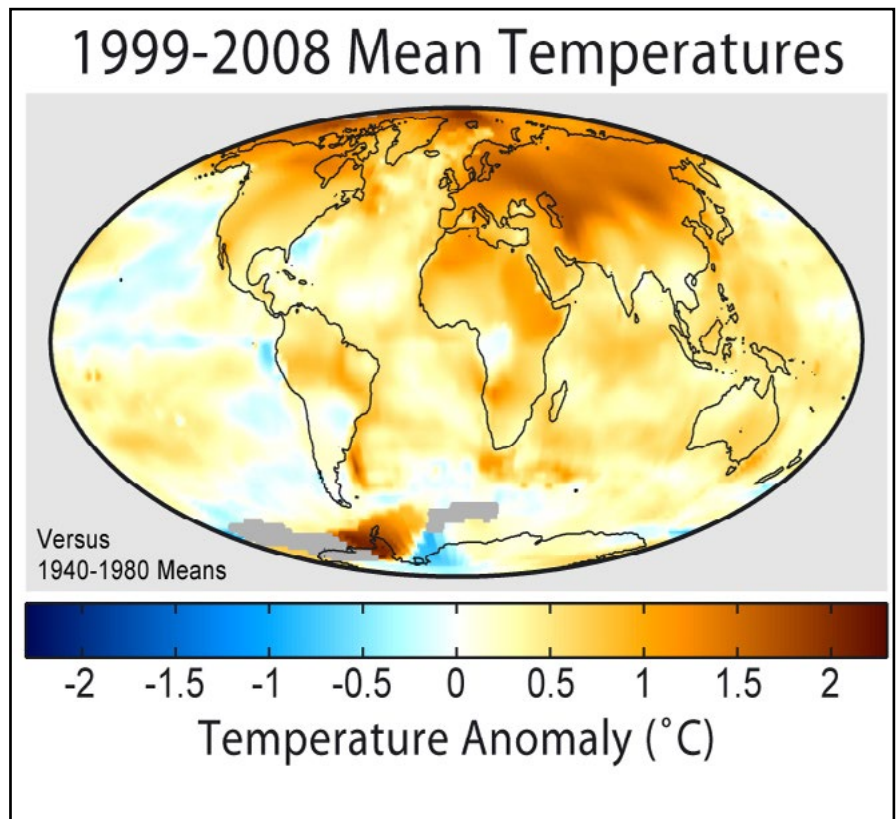 1999-2008 Mean Temperatures
Versus
1940-1980 Means
-2 -1.5 -1 -0.5 0 0.5 1 1.5 2
Temperature Anomaly (˚C)